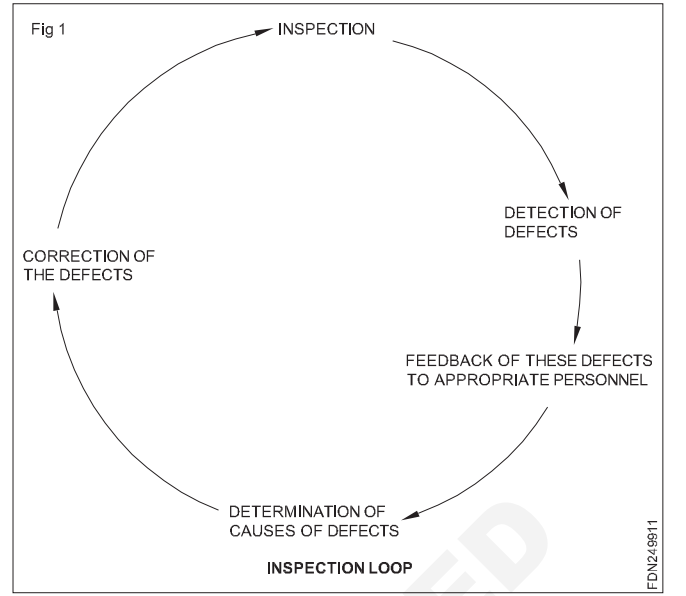 Fig 1
INSPECTION
DETECTION OF
DEFECTS
FEEDBACK OF THESE DEFECTS
TO APPROPRIATE PERSONNEL
DETERMINATION OF
CAUSES OF DEFECTS
CORRECTION OF
THE DEFECTS
INSPECTION LOOP
FDN249911